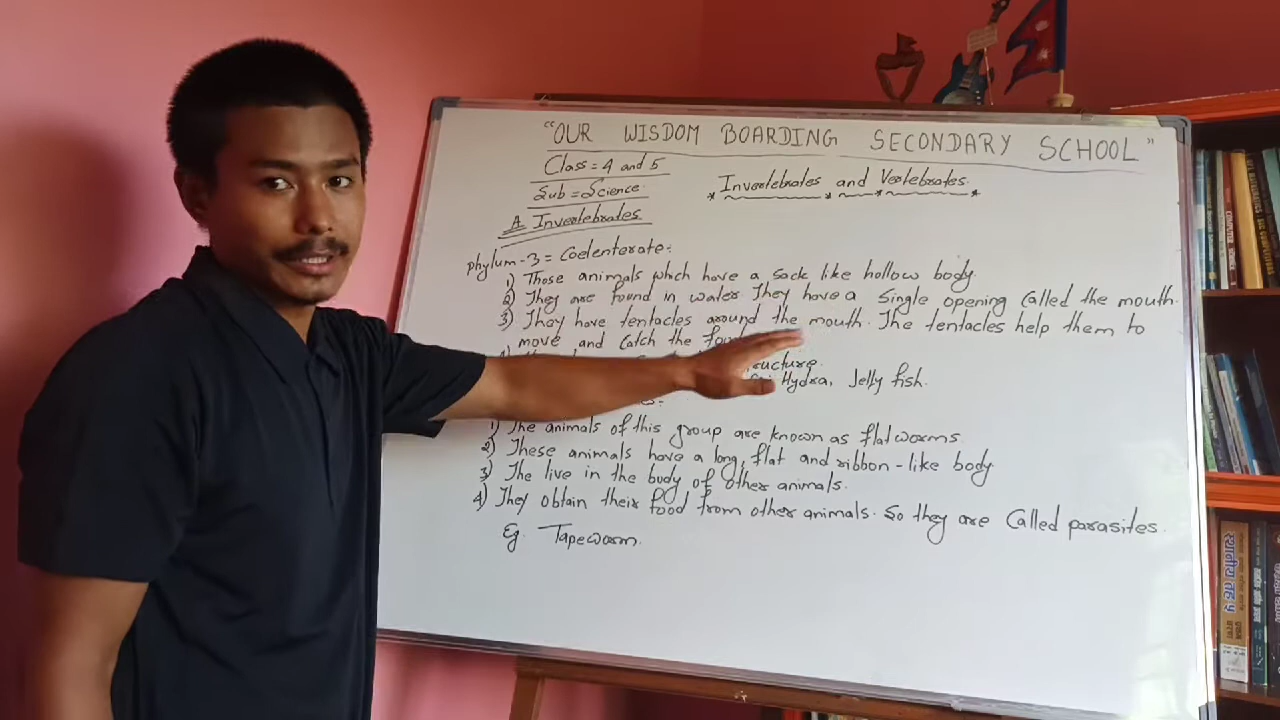 "OUR WISDOM BOARDING SECONDARY SCHOOL"
Class = 4 and 5
Sub = Science
Invertebrates and Vertebrates.
A Invertebrates
phylum-3 = Coelenterate:
1) Those animals whch have a sack like hollow body.
2) They are found in water They have a single opening called the mouth.
3) They have tentacles around the mouth. The tentacles help them to
move and catch the
Hydra, Jelly fish.
1) The animals of this group are known as flatworms.
2) These animals have a long, flat and ribbon-like body
3) The live in the body of other animals.
4) They obtain their food from other animals. So they are Called parasites.
Eg. Tapeworm.